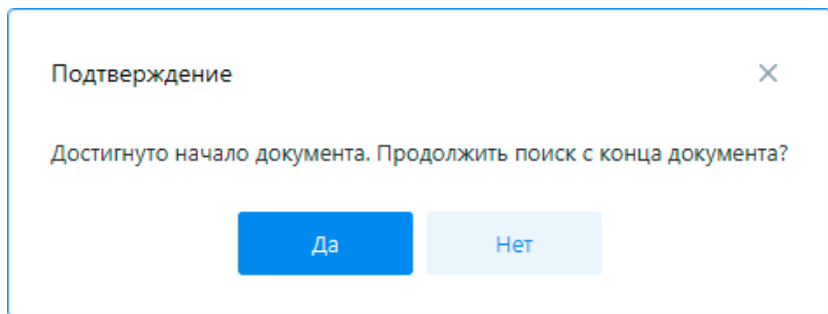 Подтверждение
Достигнуто начало документа. Продолжить поиск с конца документа?
Да
Нет